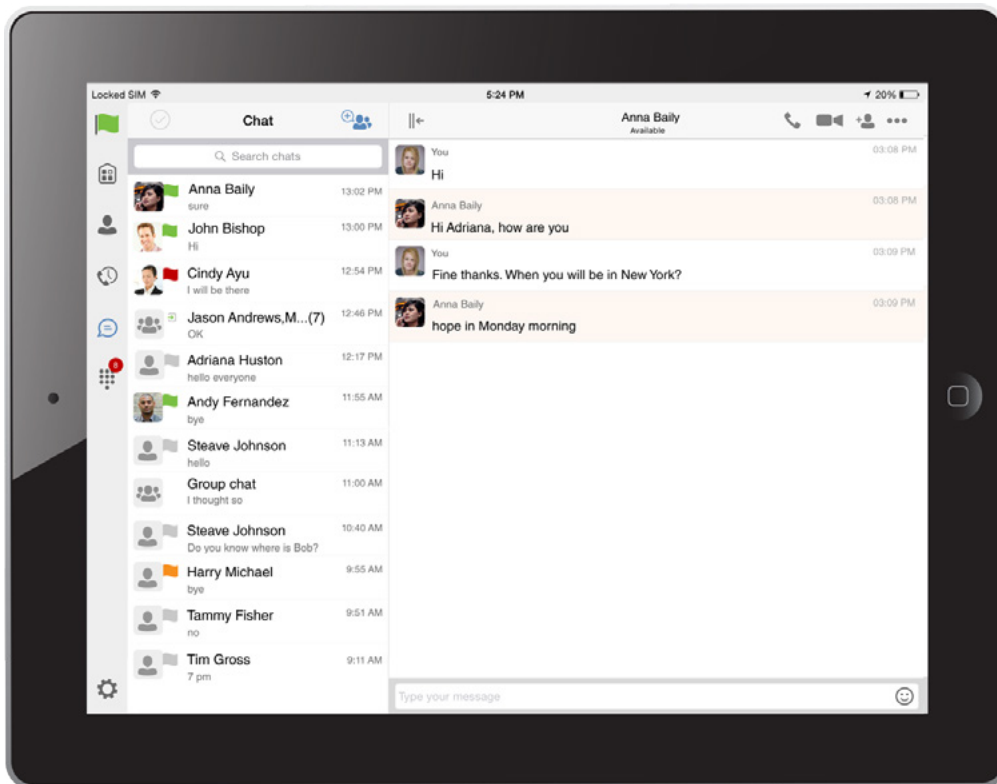 Locked SIM
5:24 PM
20%
Chat
Search chats
Anna Baily
13:02 PM
sure
John Bishop
13:00 PM
Hi
Cindy Ayu
12:54 PM
I will be there
Jason Andrews,M...(7)
12:46 PM
OK
Adriana Huston
12:17 PM
hello everyone
Andy Fernandez
11:55 AM
bye
Steave Johnson
11:13 AM
hello
Group chat
11:00 AM
I thought so
Steave Johnson
10:40 AM
Do you know where is Bob?
Harry Michael
9:55 AM
bye
Tammy Fisher
9:51 AM
no
Tim Gross
9:11 AM
7 pm
8
Anna Baily
Available
You
03:08 PM
Hi
Anna Baily
03:08 PM
Hi Adriana, how are you
You
03:09 PM
Fine thanks. When you will be in New York?
Anna Baily
03:09 PM
hope in Monday morning
Type your message